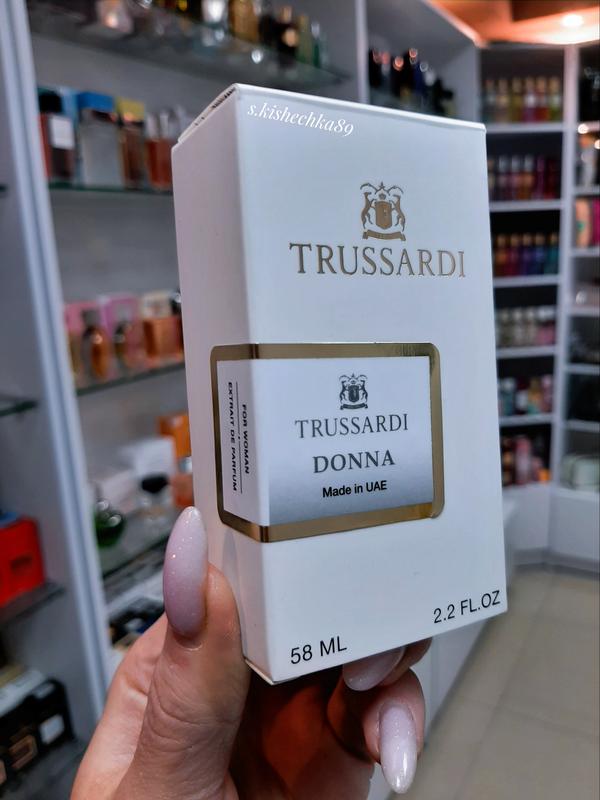 s.kishechka89
TRUSSARDI
FOR WOMAN
EXTRAIT DE PARFUM
TRUSSARDI
DONNA
Made in UAE
58 ML
2.2 FL.OZ